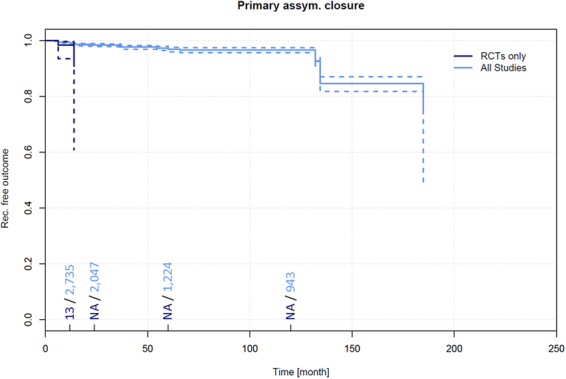 Primary assym. closure
RCTs only
All Studies
Rec. free outcome
1.0
0.8
0.6
0.4
0.2
0.0
13 / 2,735
NA / 2,047
NA / 1,224
NA / 943
0
50
100
150
200
250
Time [month]